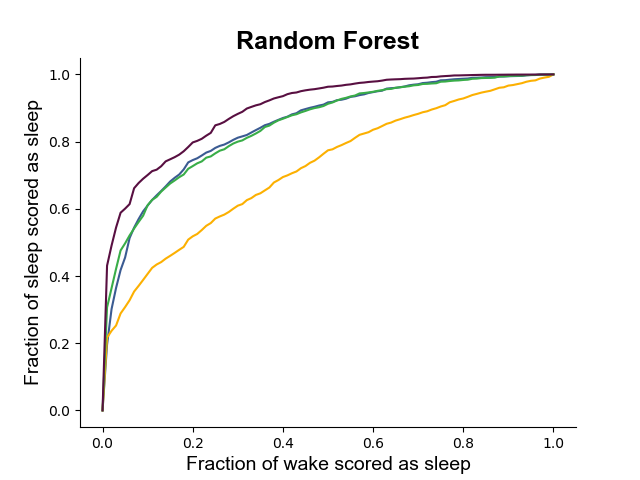 Random Forest
Fraction of sleep scored as sleep
1.0
0.8
0.6
0.4
0.2
0.0
0.0 0.2 0.4 0.6 0.8 1.0
Fraction of wake scored as sleep